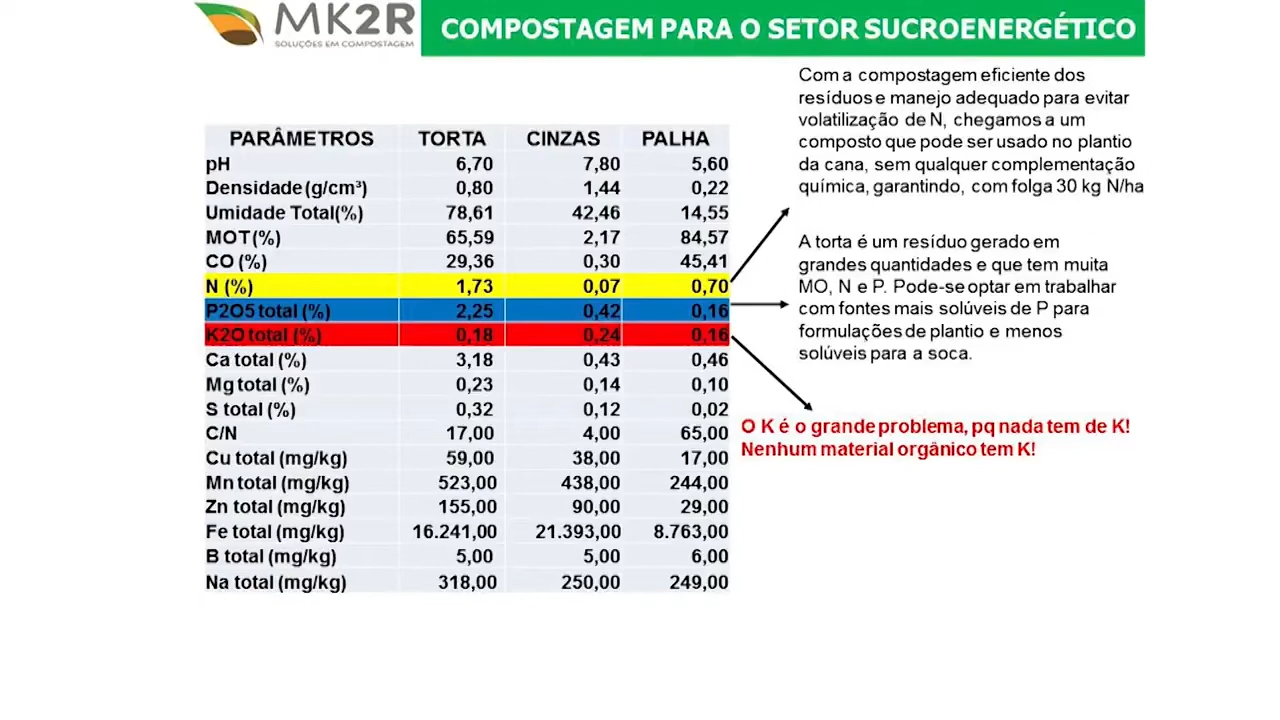 MK2R
SOLUÇÕES EM COMPOSTAGEM
COMPOSTAGEM PARA O SETOR SUCROENERGÉTICO
PARÂMETROS TORTA CINZAS PALHA
pH 6,70 7,80 5,60
Densidade (g/cm³) 0,80 1,44 0,22
Umidade Total(%) 78,61 42,46 14,55
MOT (%) 65,59 2,17 84,57
CO (%) 29,36 0,30 45,41
N (%) 1,73 0,07 0,70
P2O5 total (%) 2,25 0,42 0,16
K2O total (%) 0,18 0,24 0,16
Ca total (%) 3,18 0,43 0,46
Mg total (%) 0,23 0,14 0,10
S total (%) 0,32 0,12 0,02
C/N 17,00 4,00 65,00
Cu total (mg/kg) 59,00 38,00 17,00
Mn total (mg/kg) 523,00 438,00 244,00
Zn total (mg/kg) 155,00 90,00 29,00
Fe total (mg/kg) 16.241,00 21.393,00 8.763,00
B total (mg/kg) 5,00 5,00 6,00
Na total (mg/kg) 318,00 250,00 249,00
Com a compostagem eficiente dos
resíduos e manejo adequado para evitar
volatilização de N, chegamos a um
composto que pode ser usado no plantio
da cana, sem qualquer complementação
química, garantindo, com folga 30 kg N/ha
A torta é um resíduo gerado em
grandes quantidades e que tem muita
MO, N e P. Pode-se optar em trabalhar
com fontes mais solúveis de P para
formulações de plantio e menos
solúveis para a soca.
O K é o grande problema, pq nada tem de K!
Nenhum material orgânico tem K!